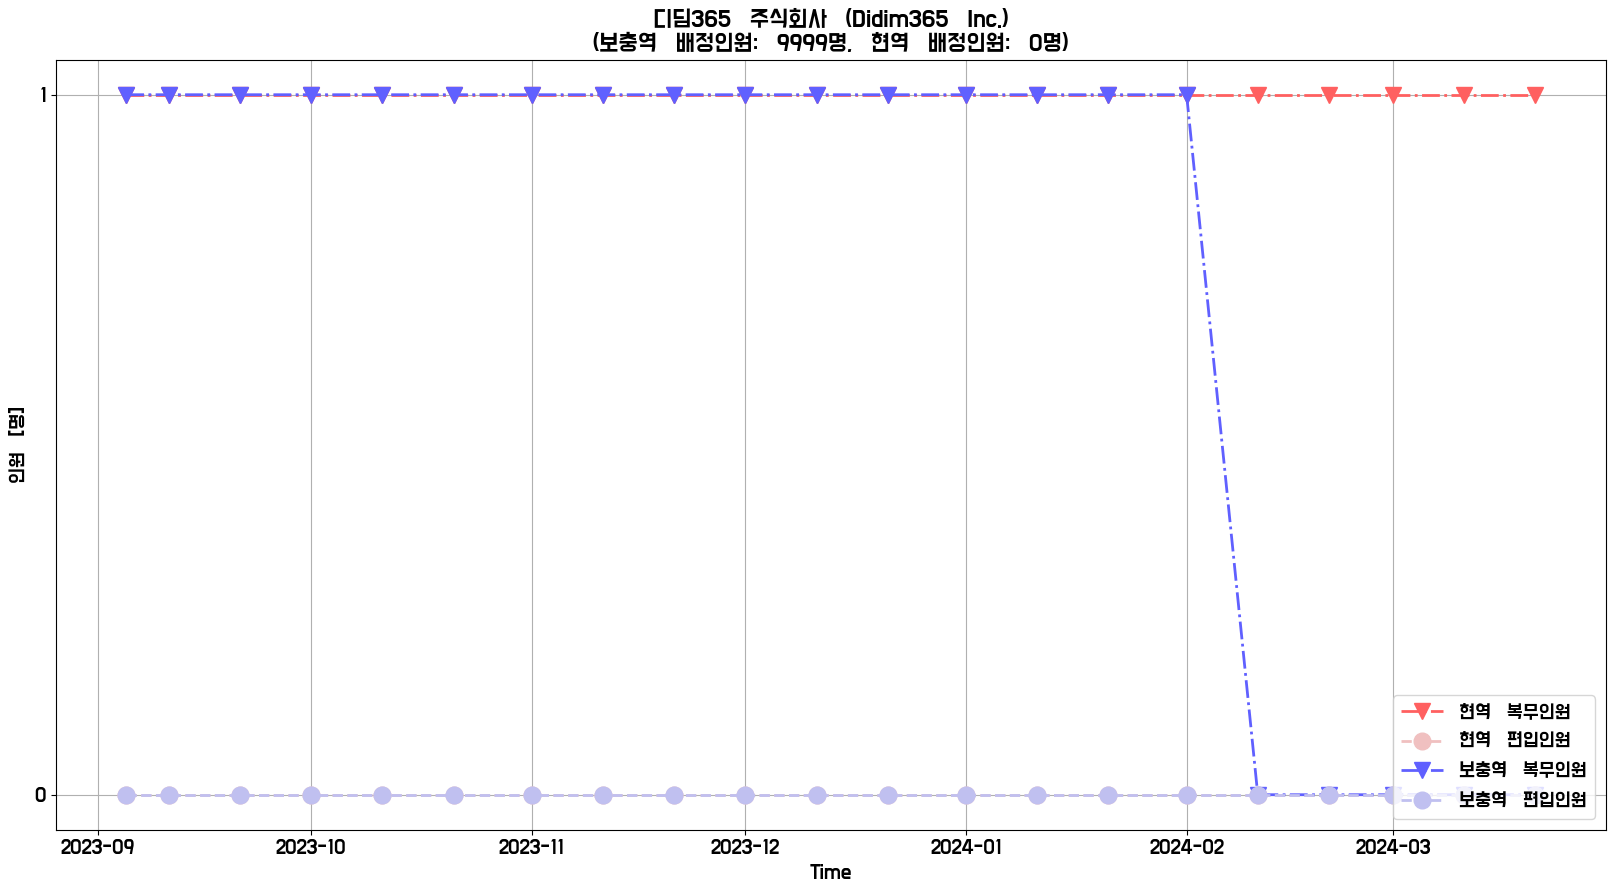 디딤365 주식회사 (Didim365 Inc.)
(보충역 배정인원: 9999명, 현역 배정인원: 0명)
1
0
인원 [명]
현역 복무인원
현역 편입인원
보충역 복무인원
보충역 편입인원
2023-09 2023-10 2023-11 2023-12 2024-01 2024-02 2024-03
Time